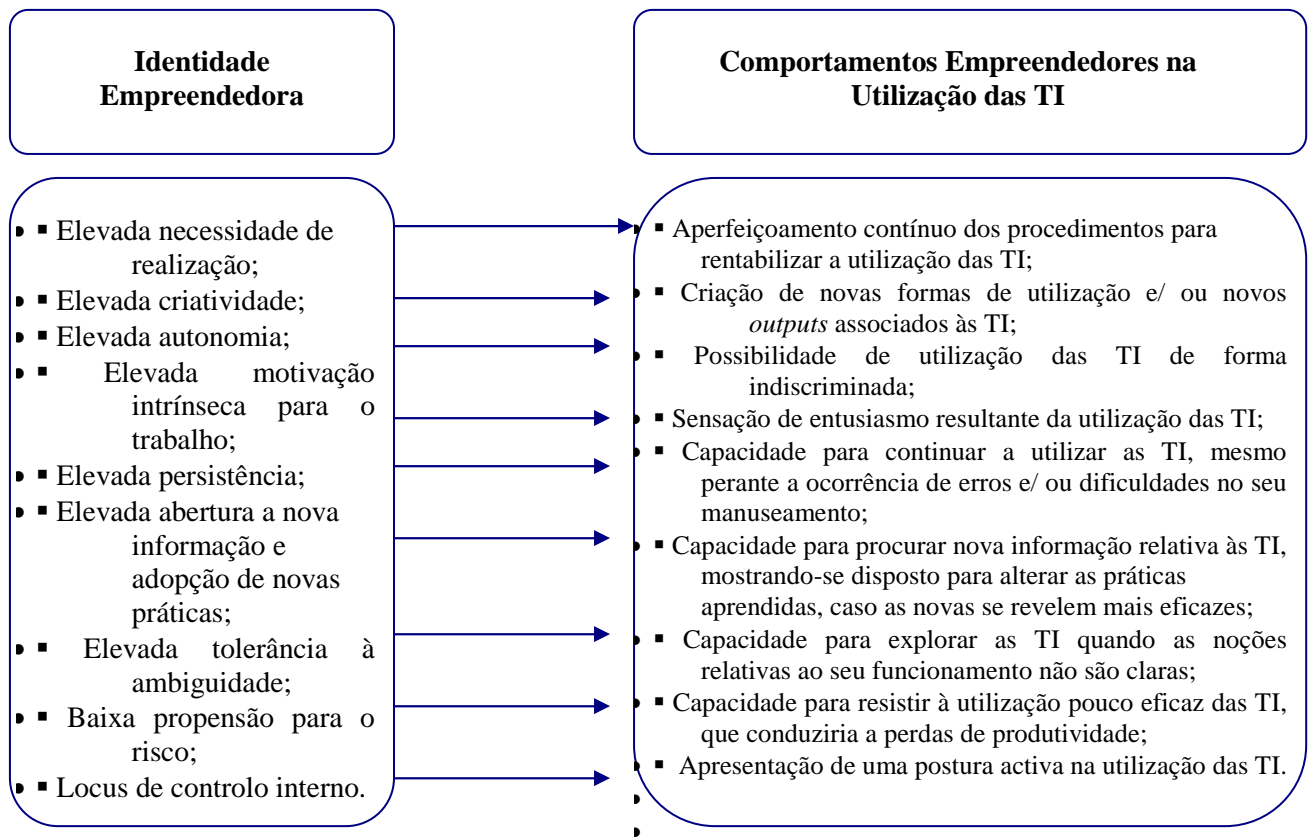 Identidade
Empreendedora
Comportamentos Empreendedores na
Utilização das TI
• ▪ Elevada necessidade de
realização;
• ▪ Elevada criatividade;
• ▪ Elevada autonomia;
• ▪ Elevada motivação
intrínseca para o
trabalho;
• ▪ Elevada persistência;
• ▪ Elevada abertura a nova
informação e
adopção de novas
práticas;
• ▪ Elevada tolerância à
ambiguidade;
• ▪ Baixa propensão para o
risco;
• ▪ Locus de controlo interno.
• ▪ Aperfeiçoamento contínuo dos procedimentos para
rentabilizar a utilização das TI;
• ▪ Criação de novas formas de utilização e/ ou novos
outputs associados às TI;
• ▪ Possibilidade de utilização das TI de forma
indiscriminada;
• ▪ Sensação de entusiasmo resultante da utilização das TI;
• ▪ Capacidade para continuar a utilizar as TI, mesmo
perante a ocorrência de erros e/ ou dificuldades no seu
manuseamento;
• ▪ Capacidade para procurar nova informação relativa às TI,
mostrando-se disposto para alterar as práticas
aprendidas, caso as novas se revelem mais eficazes;
• ▪ Capacidade para explorar as TI quando as noções
relativas ao seu funcionamento não são claras;
• ▪ Capacidade para resistir à utilização pouco eficaz das TI,
que conduziria a perdas de produtividade;
• ▪ Apresentação de uma postura activa na utilização das TI.